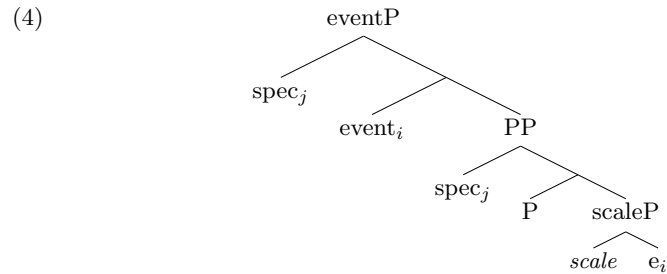 (4)
eventP
spec_j
event_i
PP
spec_j
P
scaleP
scale
e_i